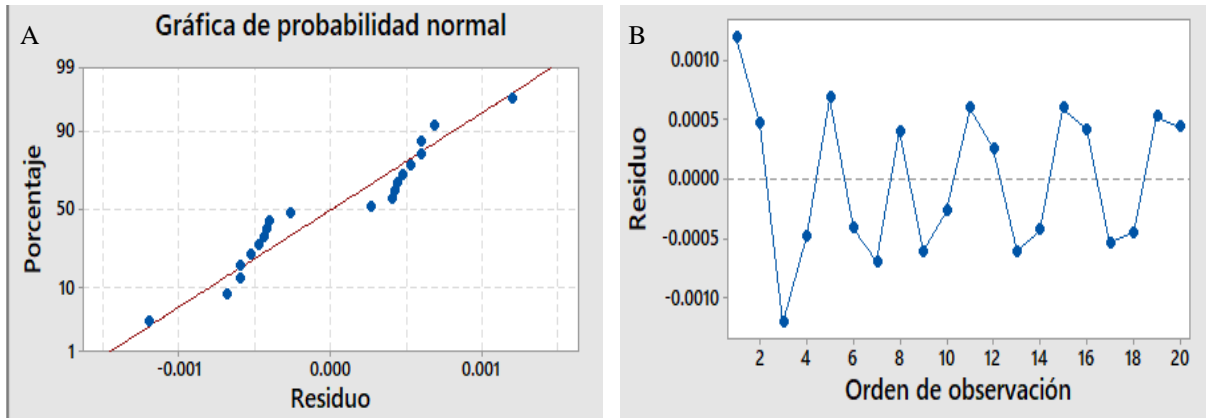 A
Gráfica de probabilidad normal
99
90
50
10
1
Porcentaje
-0.001
0.000
0.001
Residuo
B
0.0010
0.0005
0.0000
-0.0005
-0.0010
Residuo
2 4 6 8 10 12 14 16 18 20
Orden de observación